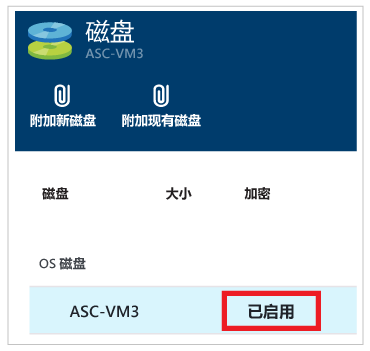 磁盘
ASC-VM3
附加新磁盘 附加现有磁盘
磁盘 大小 加密
OS 磁盘
ASC-VM3 已启用